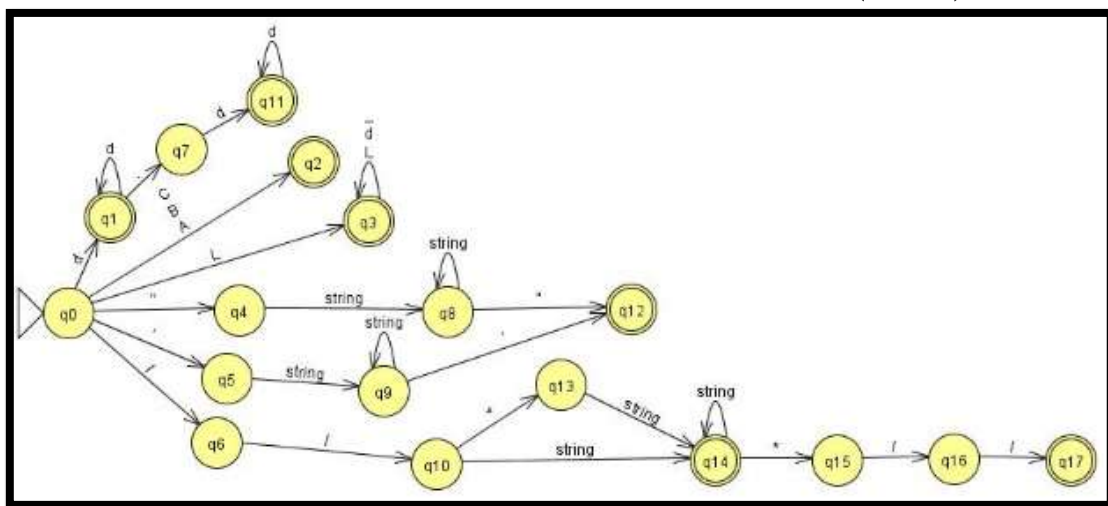 d
q11
d
q7
d
.
q1
d
C
B
A
q2
_
d
L
q3
L
q0
"
q4
string
string
q8
"
q12
'
q5
string
string
q9
'
/
q6
/
q10
*
q13
string
string
string
q14
*
q15
/
q16
/
q17